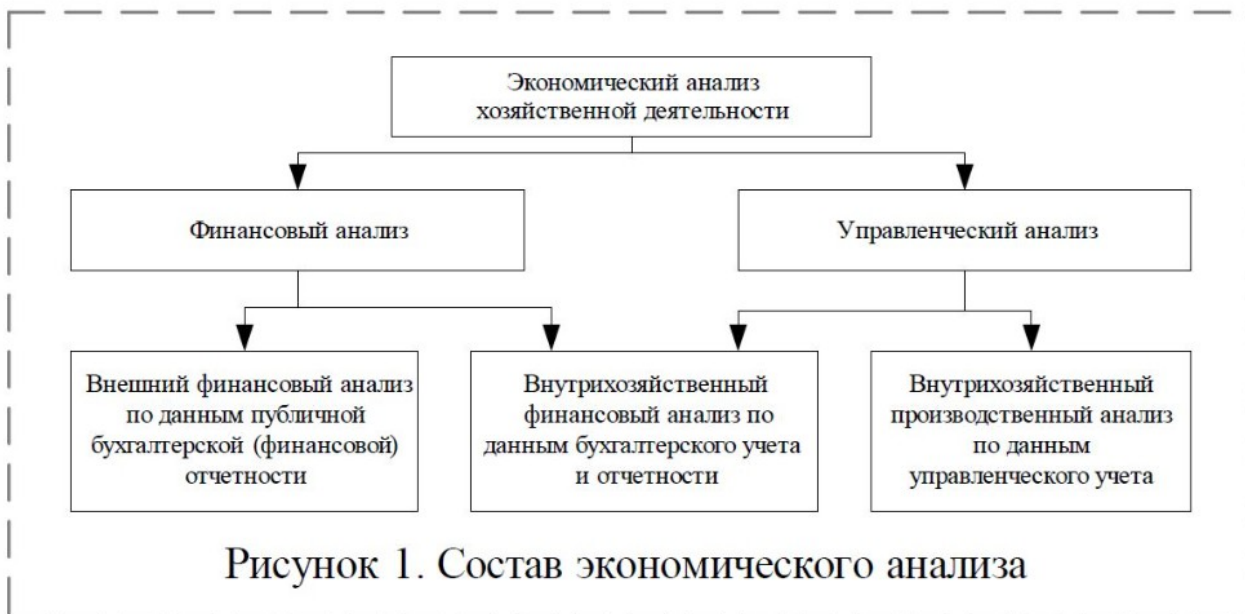 Экономический анализ
хозяйственной деятельности
Финансовый анализ
Управленческий анализ
Внешний финансовый анализ
по данным публичной
бухгалтерской (финансовой)
отчетности
Внутрихозяйственный
финансовый анализ по
данным бухгалтерского учета
и отчетности
Внутрихозяйственный
производственный анализ
по данным
управленческого учета
Рисунок 1. Состав экономического анализа